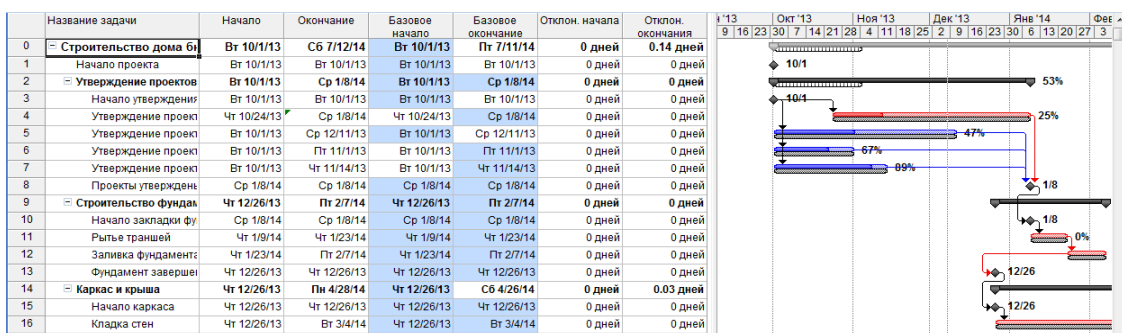 Название задачи Начало Окончание Базовое начало Базовое окончание Отклон. начала Отклон. окончания
'13 Окт '13 Ноя '13 Дек '13 Янв '14 Фев
9 16 23 30 7 14 21 28 4 11 18 25 2 9 16 23 30 6 13 20 27 3
0 Строительство дома Вт 10/1/13 Сб 7/12/14 Вт 10/1/13 Пт 7/11/14 0 дней 0.14 дней
1 Начало проекта Вт 10/1/13 Вт 10/1/13 Вт 10/1/13 Вт 10/1/13 0 дней 0 дней 10/1
2 Утверждение проектов Вт 10/1/13 Ср 1/8/14 Вт 10/1/13 Ср 1/8/14 0 дней 0 дней 53%
3 Начало утверждения Вт 10/1/13 Вт 10/1/13 Вт 10/1/13 Вт 10/1/13 0 дней 0 дней 10/1
4 Утверждение проект Чт 10/24/13 Ср 1/8/14 Чт 10/24/13 Ср 1/8/14 0 дней 0 дней 25%
5 Утверждение проект Вт 10/1/13 Ср 12/11/13 Вт 10/1/13 Ср 12/11/13 0 дней 0 дней 47%
6 Утверждение проект Вт 10/1/13 Пт 11/1/13 Вт 10/1/13 Пт 11/1/13 0 дней 0 дней 67%
7 Утверждение проект Вт 10/1/13 Чт 11/14/13 Вт 10/1/13 Чт 11/14/13 0 дней 0 дней 89%
8 Проекты утверждень Ср 1/8/14 Ср 1/8/14 Ср 1/8/14 Ср 1/8/14 0 дней 0 дней 1/8
9 Строительство фундам Чт 12/26/13 Пт 2/7/14 Чт 12/26/13 Пт 2/7/14 0 дней 0 дней
10 Начало закладки фу Ср 1/8/14 Ср 1/8/14 Ср 1/8/14 Ср 1/8/14 0 дней 0 дней 1/8
11 Рытье траншей Чт 1/9/14 Чт 1/23/14 Чт 1/9/14 Чт 1/23/14 0 дней 0 дней 0%
12 Заливка фундамента Чт 1/23/14 Пт 2/7/14 Чт 1/23/14 Пт 2/7/14 0 дней 0 дней
13 Фундамент заверше Чт 12/26/13 Чт 12/26/13 Чт 12/26/13 Чт 12/26/13 0 дней 0 дней 12/26
14 Каркас и крыша Чт 12/26/13 Пн 4/28/14 Чт 12/26/13 Сб 4/26/14 0 дней 0.03 дней
15 Начало каркаса Чт 12/26/13 Чт 12/26/13 Чт 12/26/13 Чт 12/26/13 0 дней 0 дней 12/26
16 Кладка стен Чт 12/26/13 Вт 3/4/14 Чт 12/26/13 Вт 3/4/14 0 дней 0 дней